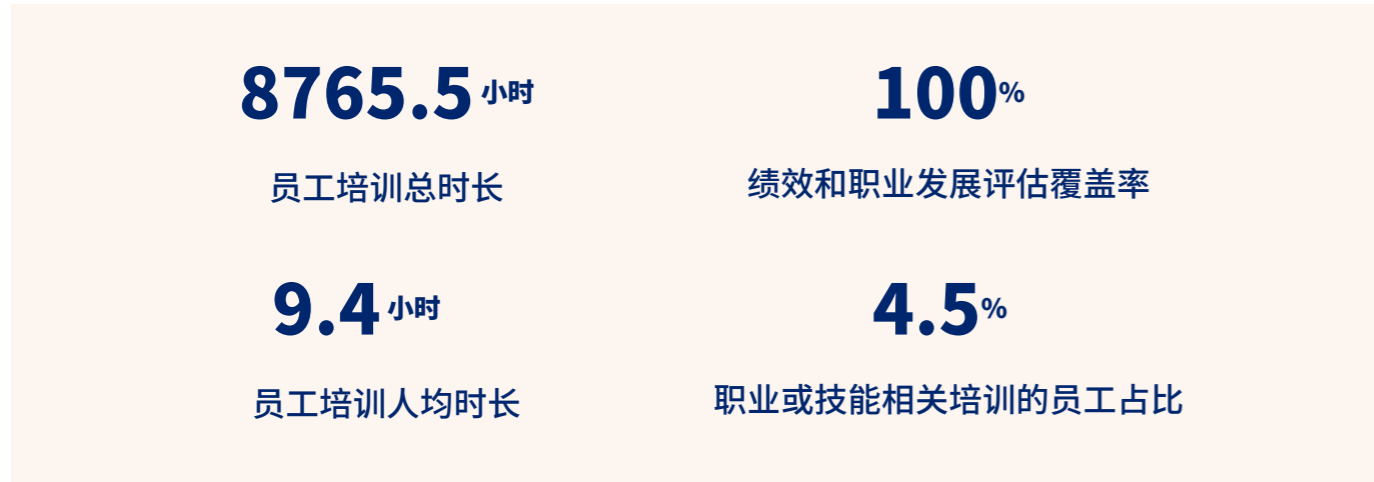 8765.5 小时
员工培训总时长
100%
绩效和职业发展评估覆盖率
9.4 小时
员工培训人均时长
4.5%
职业或技能相关培训的员工占比